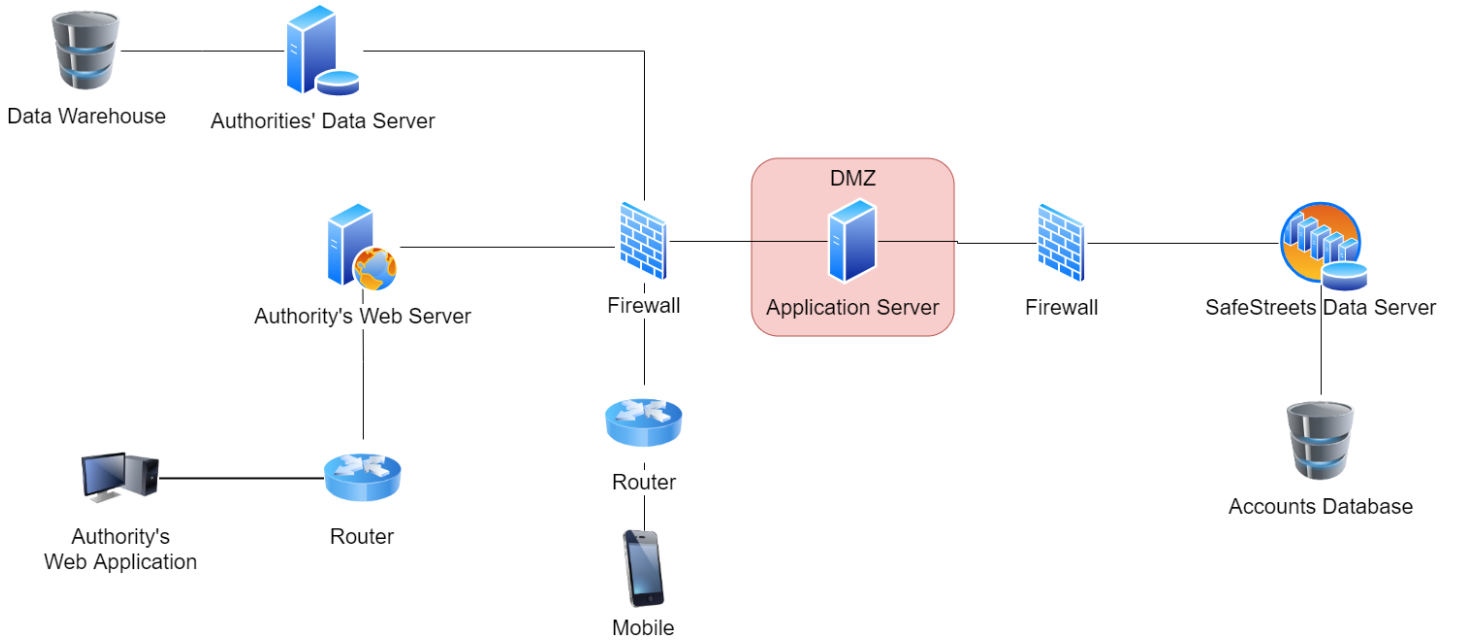 Data Warehouse
Authorities' Data Server
DMZ
Authority's Web Server
Firewall
Application Server
Firewall
SafeStreets Data Server
Router
Accounts Database
Authority's
Web Application
Router
Mobile